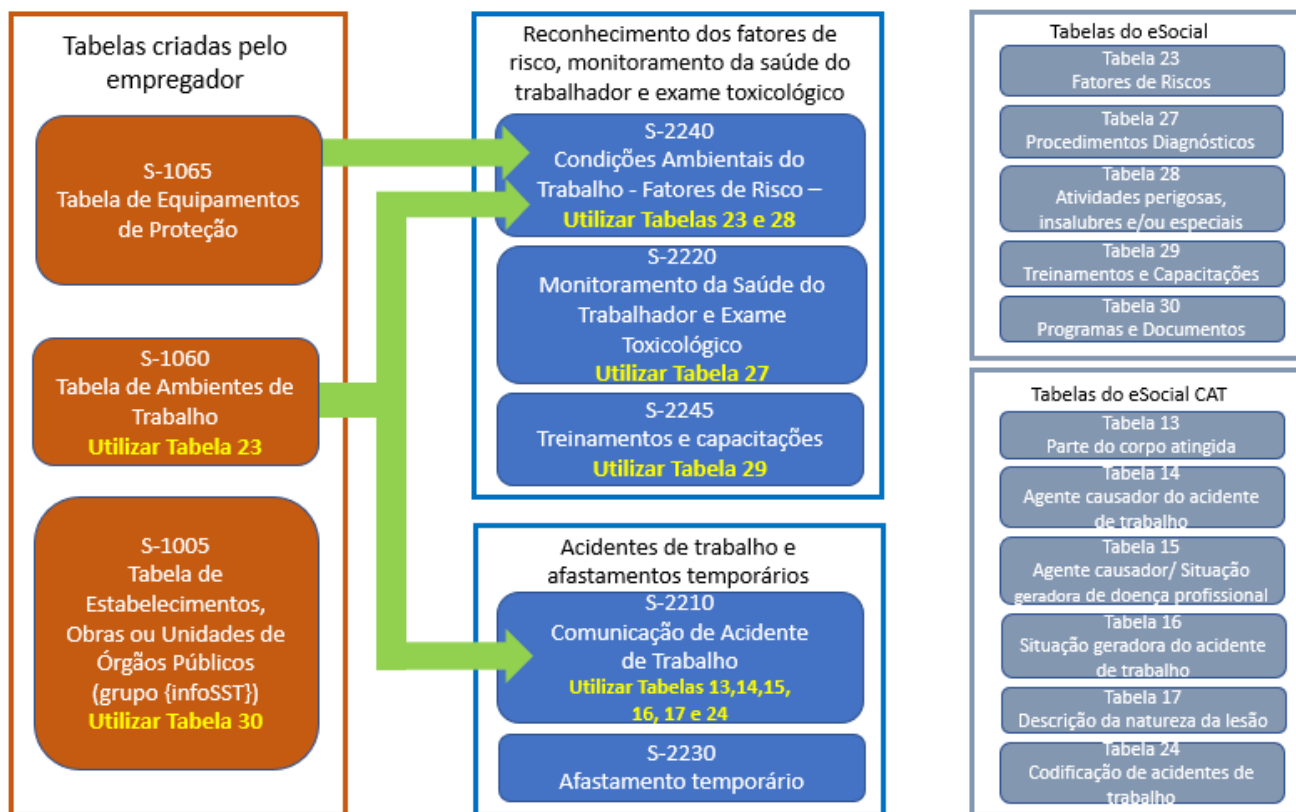 Tabelas criadas pelo
empregador
S-1065
Tabela de Equipamentos
de Proteção
S-1060
Tabela de Ambientes de
Trabalho
Utilizar Tabela 23
S-1005
Tabela de
Estabelecimentos,
Obras ou Unidades de
Órgãos Públicos
(grupo {infoSST})
Utilizar Tabela 30
Reconhecimento dos fatores de
risco, monitoramento da saúde do
trabalhador e exame toxicológico
S-2240
Condições Ambientais do
Trabalho - Fatores de Risco –
Utilizar Tabelas 23 e 28
S-2220
Monitoramento da Saúde do
Trabalhador e Exame
Toxicológico
Utilizar Tabela 27
S-2245
Treinamentos e capacitações
Utilizar Tabela 29
Acidentes de trabalho e
afastamentos temporários
S-2210
Comunicação de Acidente
de Trabalho
Utilizar Tabelas 13,14,15,
16, 17 e 24
S-2230
Afastamento temporário
Tabelas do eSocial
Tabela 23
Fatores de Riscos
Tabela 27
Procedimentos Diagnósticos
Tabela 28
Atividades perigosas,
insalubres e/ou especiais
Tabela 29
Treinamentos e Capacitações
Tabela 30
Programas e Documentos
Tabelas do eSocial CAT
Tabela 13
Parte do corpo atingida
Tabela 14
Agente causador do acidente
de trabalho
Tabela 15
Agente causador/ Situação
geradora de doença profissional
Tabela 16
Situação geradora do acidente
de trabalho
Tabela 17
Descrição da natureza da lesão
Tabela 24
Codificação de acidentes de
trabalho